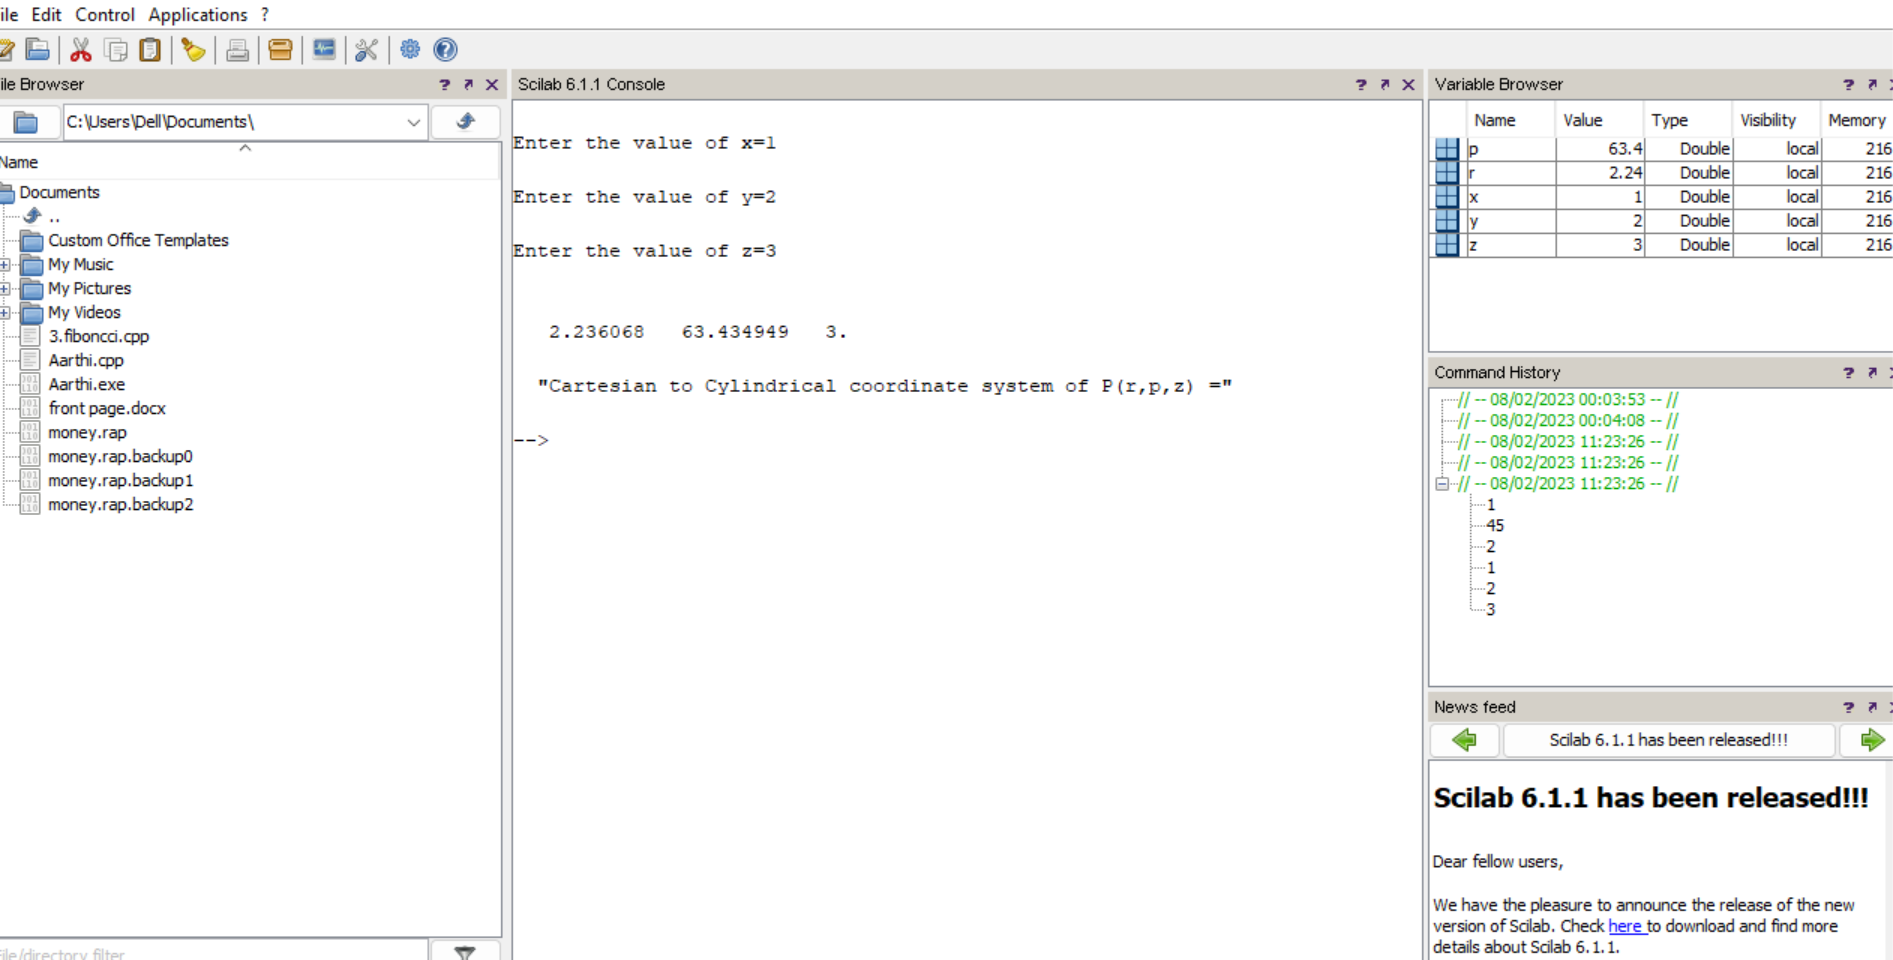 ile Edit Control Applications ?
ile Browser
C:\Users\Dell\Documents\
Name
Documents
..
Custom Office Templates
My Music
My Pictures
My Videos
3.fiboncci.cpp
Aarthi.cpp
Aarthi.exe
front page.docx
money.rap
money.rap.backup0
money.rap.backup1
money.rap.backup2
File/directory filter
Scilab 6.1.1 Console
Enter the value of x=1
Enter the value of y=2
Enter the value of z=3
2.236068 63.434949 3.
"Cartesian to Cylindrical coordinate system of P(r,p,z) ="
-->
Variable Browser
Name Value Type Visibility Memory
p 63.4 Double local 216
r 2.24 Double local 216
x 1 Double local 216
y 2 Double local 216
z 3 Double local 216
Command History
// -- 08/02/2023 00:03:53 -- //
// -- 08/02/2023 00:04:08 -- //
// -- 08/02/2023 11:23:26 -- //
// -- 08/02/2023 11:23:26 -- //
// -- 08/02/2023 11:23:26 -- //
1
45
2
1
2
3
News feed
Scilab 6.1.1 has been released!!!
Scilab 6.1.1 has been released!!!
Dear fellow users,
We have the pleasure to announce the release of the new
version of Scilab. Check here to download and find more
details about Scilab 6.1.1.